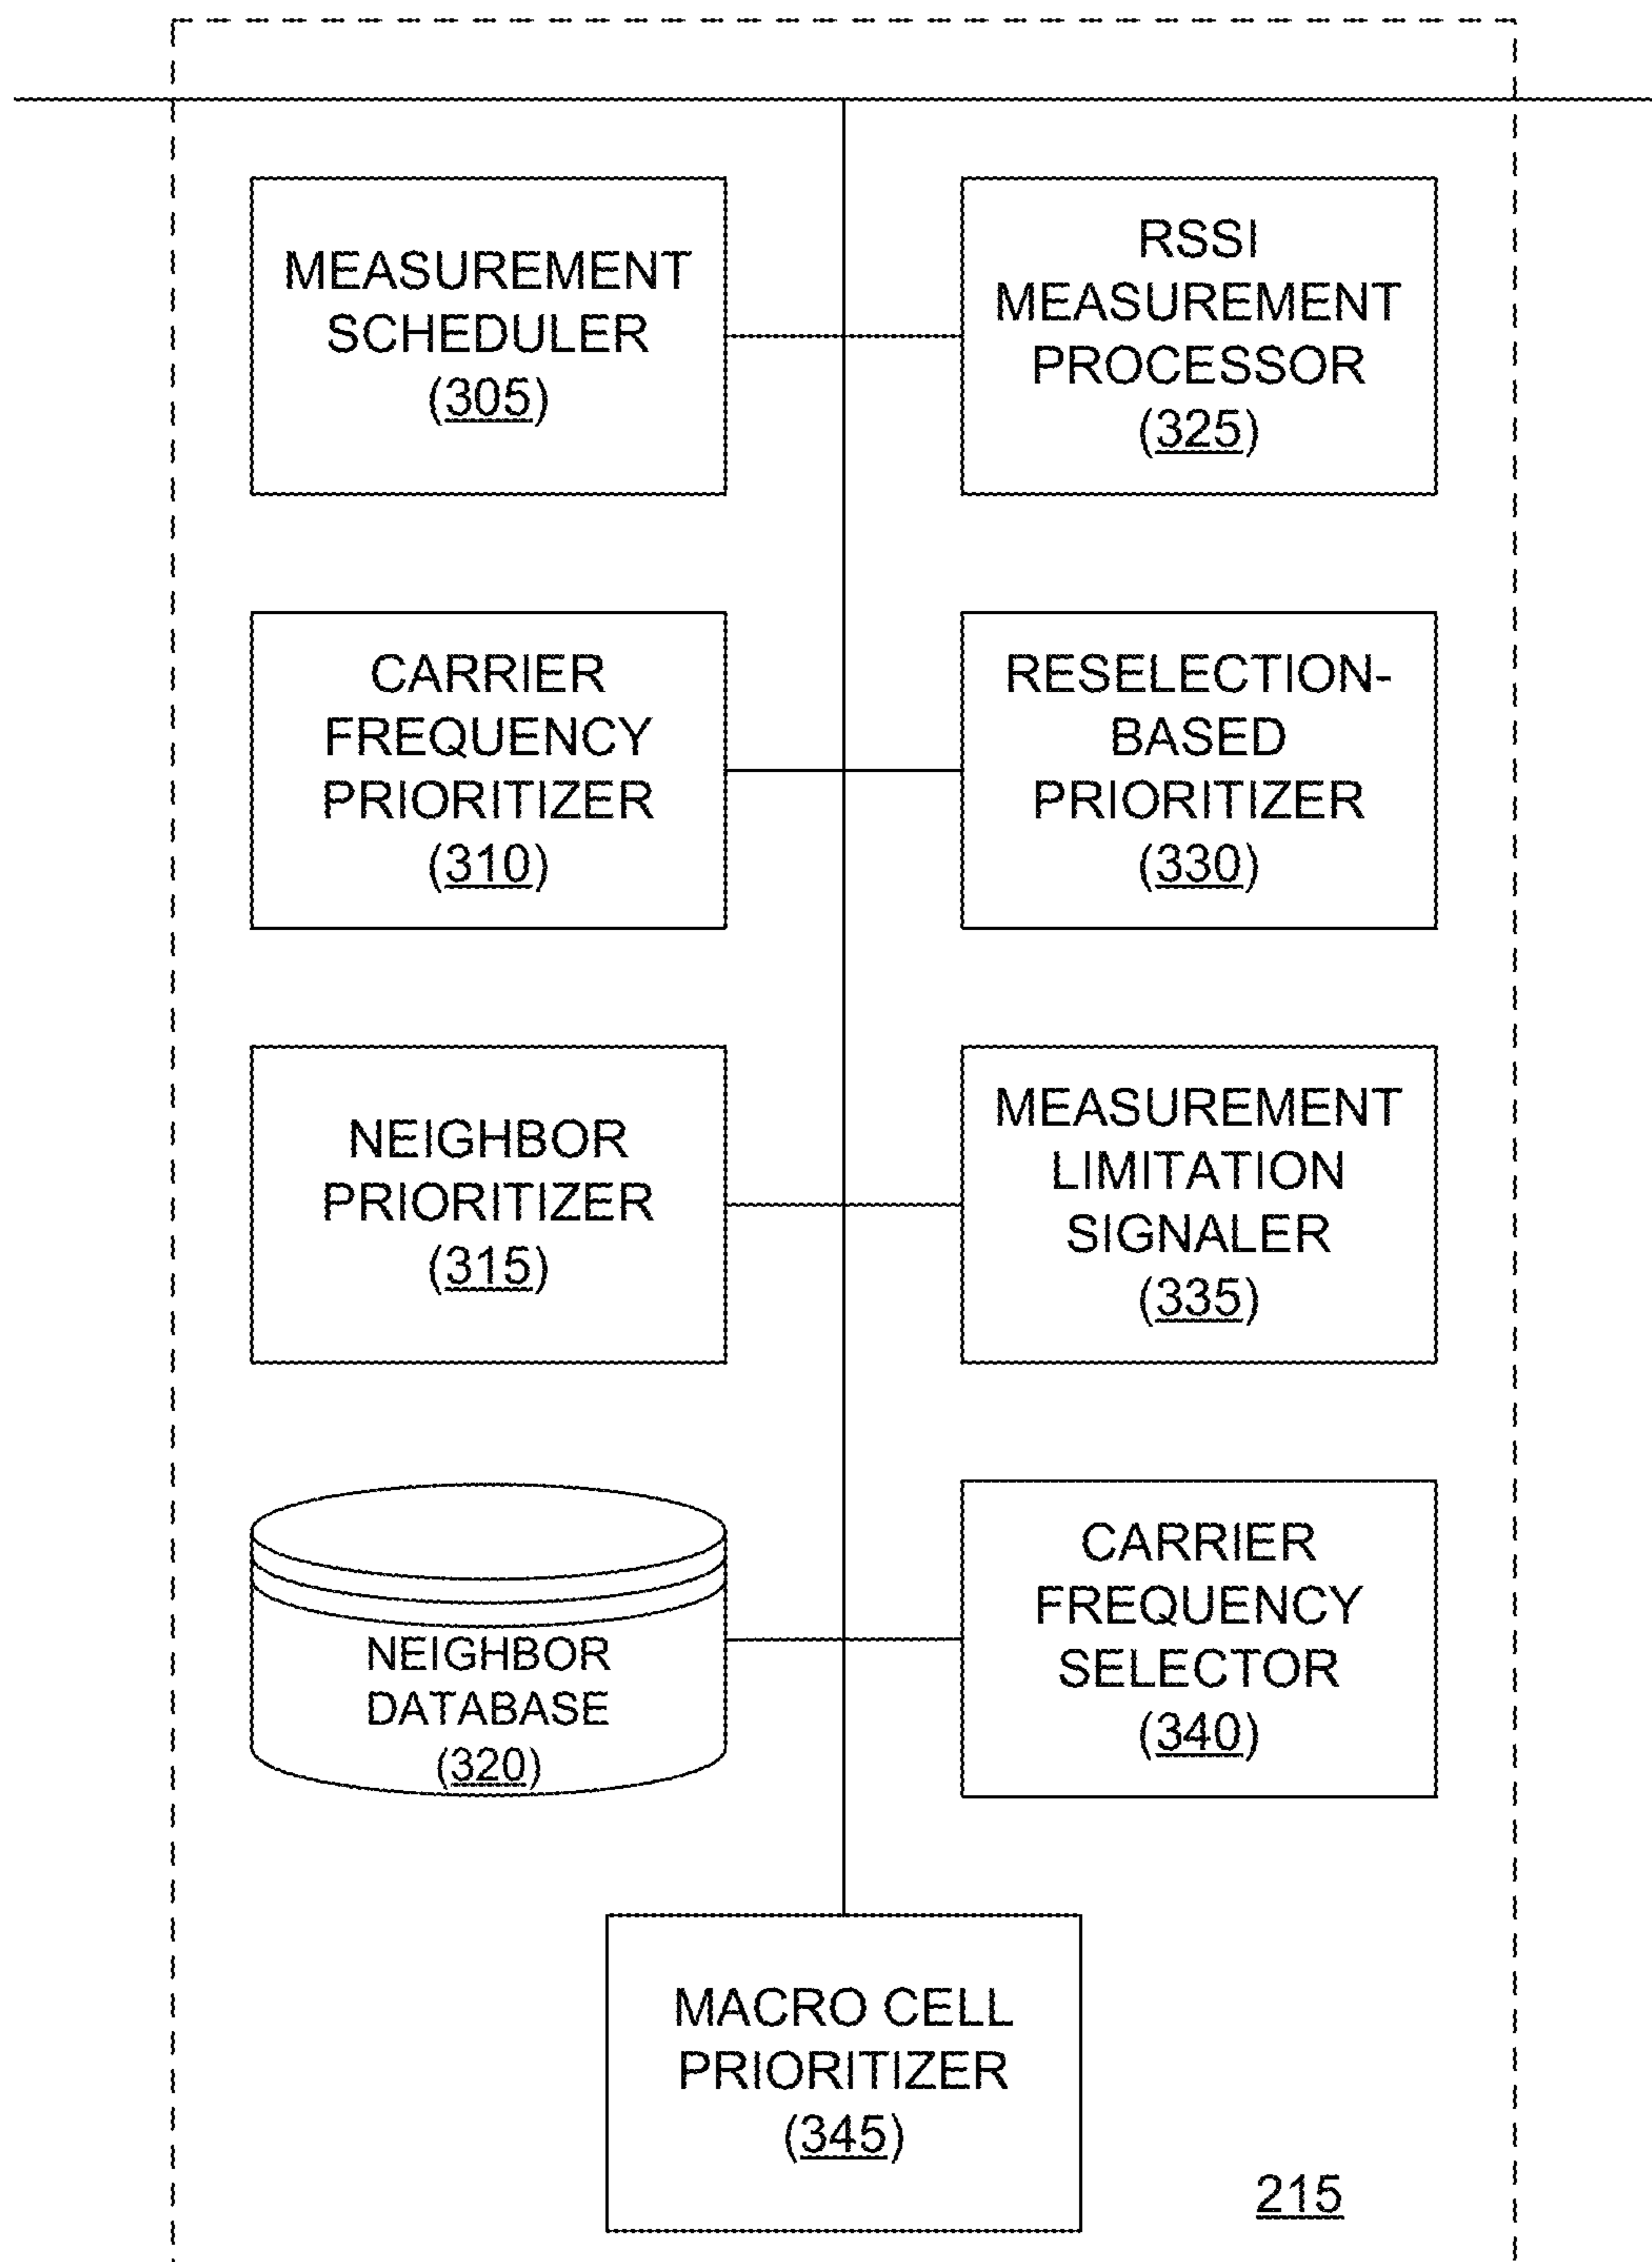 MEASUREMENT
SCHEDULER
(305)
RSSI
MEASUREMENT
PROCESSOR
(325)
CARRIER
FREQUENCY
PRIORITIZER
(310)
RESELECTION-
BASED
PRIORITIZER
(330)
NEIGHBOR
PRIORITIZER
(315)
MEASUREMENT
LIMITATION
SIGNALER
(335)
NEIGHBOR
DATABASE
(320)
CARRIER
FREQUENCY
SELECTOR
(340)
MACRO CELL
PRIORITIZER
(345)
215